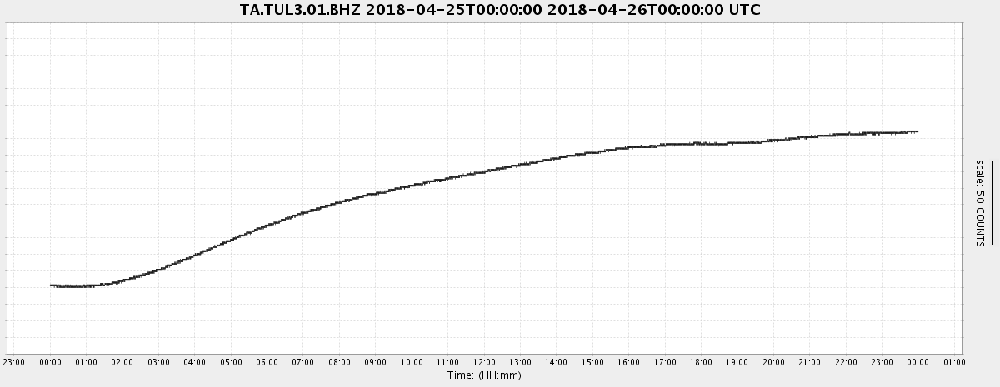 TA.TUL3.01.BHZ 2018-04-25T00:00:00 2018-04-26T00:00:00 UTC
scale: 50 COUNTS
23:00 00:00 01:00 02:00 03:00 04:00 05:00 06:00 07:00 08:00 09:00 10:00 11:00 12:00 13:00 14:00 15:00 16:00 17:00 18:00 19:00 20:00 21:00 22:00 23:00 00:00 01:00
Time: (HH:mm)